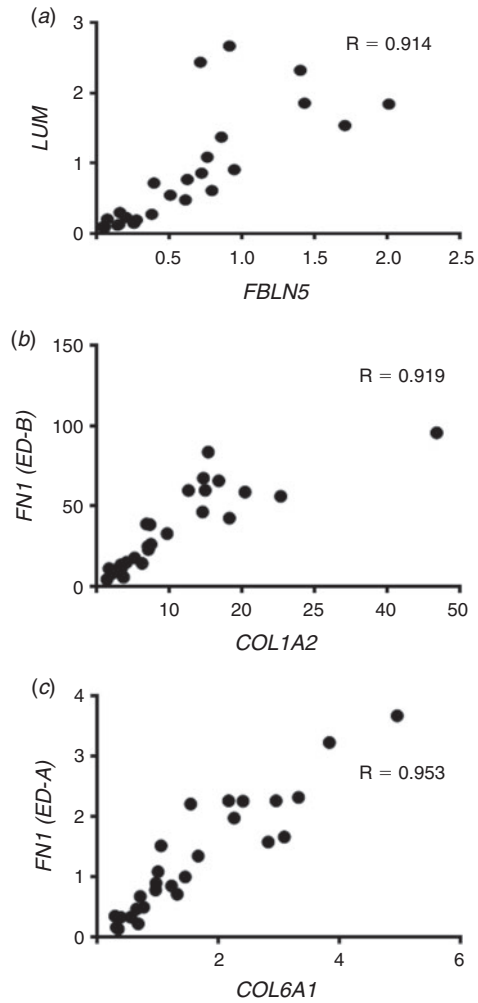 (a)
3
2
1
0
LUM
R = 0.914
0.5 1.0 1.5 2.0 2.5
FBLN5
(b)
150
100
50
0
FN1 (ED-B)
R = 0.919
10 20 25 40 50
COL1A2
(c)
4
3
2
1
0
FN1 (ED-A)
R = 0.953
2 4 6
COL6A1